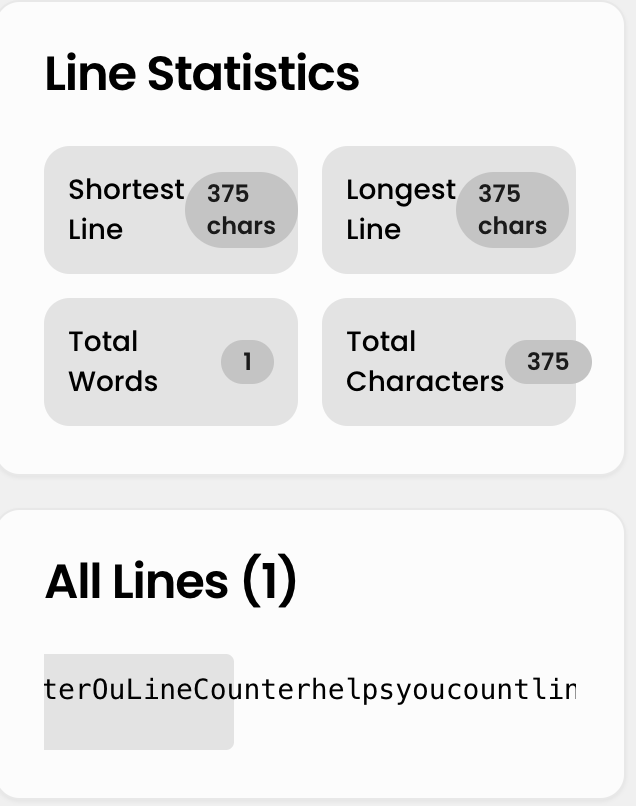 Line Statistics
Shortest
Line
375
chars
Longest
Line
375
chars
Total
Words
1
Total
Characters
375
All Lines (1)
terOuLineCounterhelpsyoucountlin